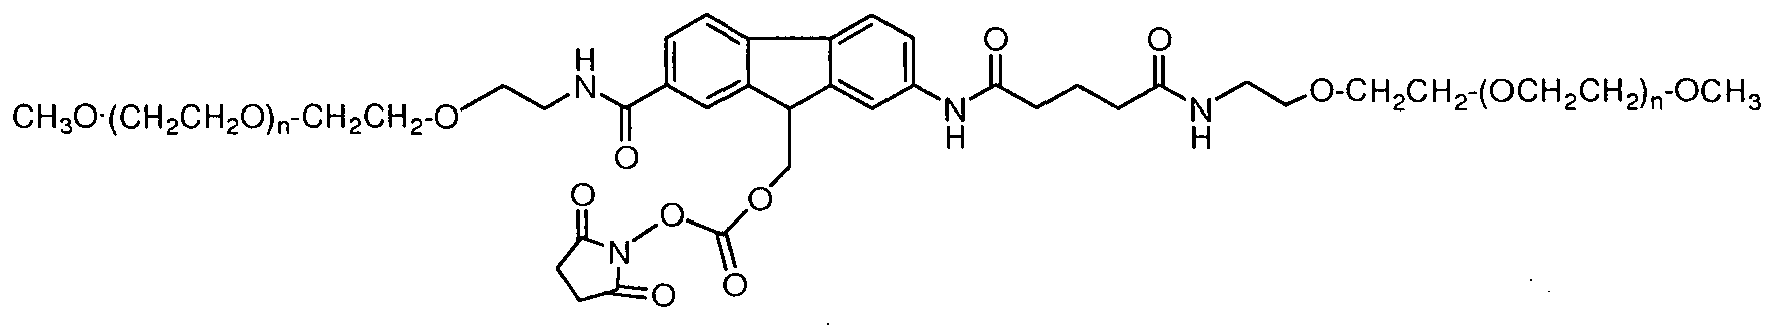 O O
H
N
CH3O-(CH2CH2O)n-CH2CH2-O O N H N H O-CH2CH2-(OCH2CH2)n-OCH3
O
O O O
N
O O